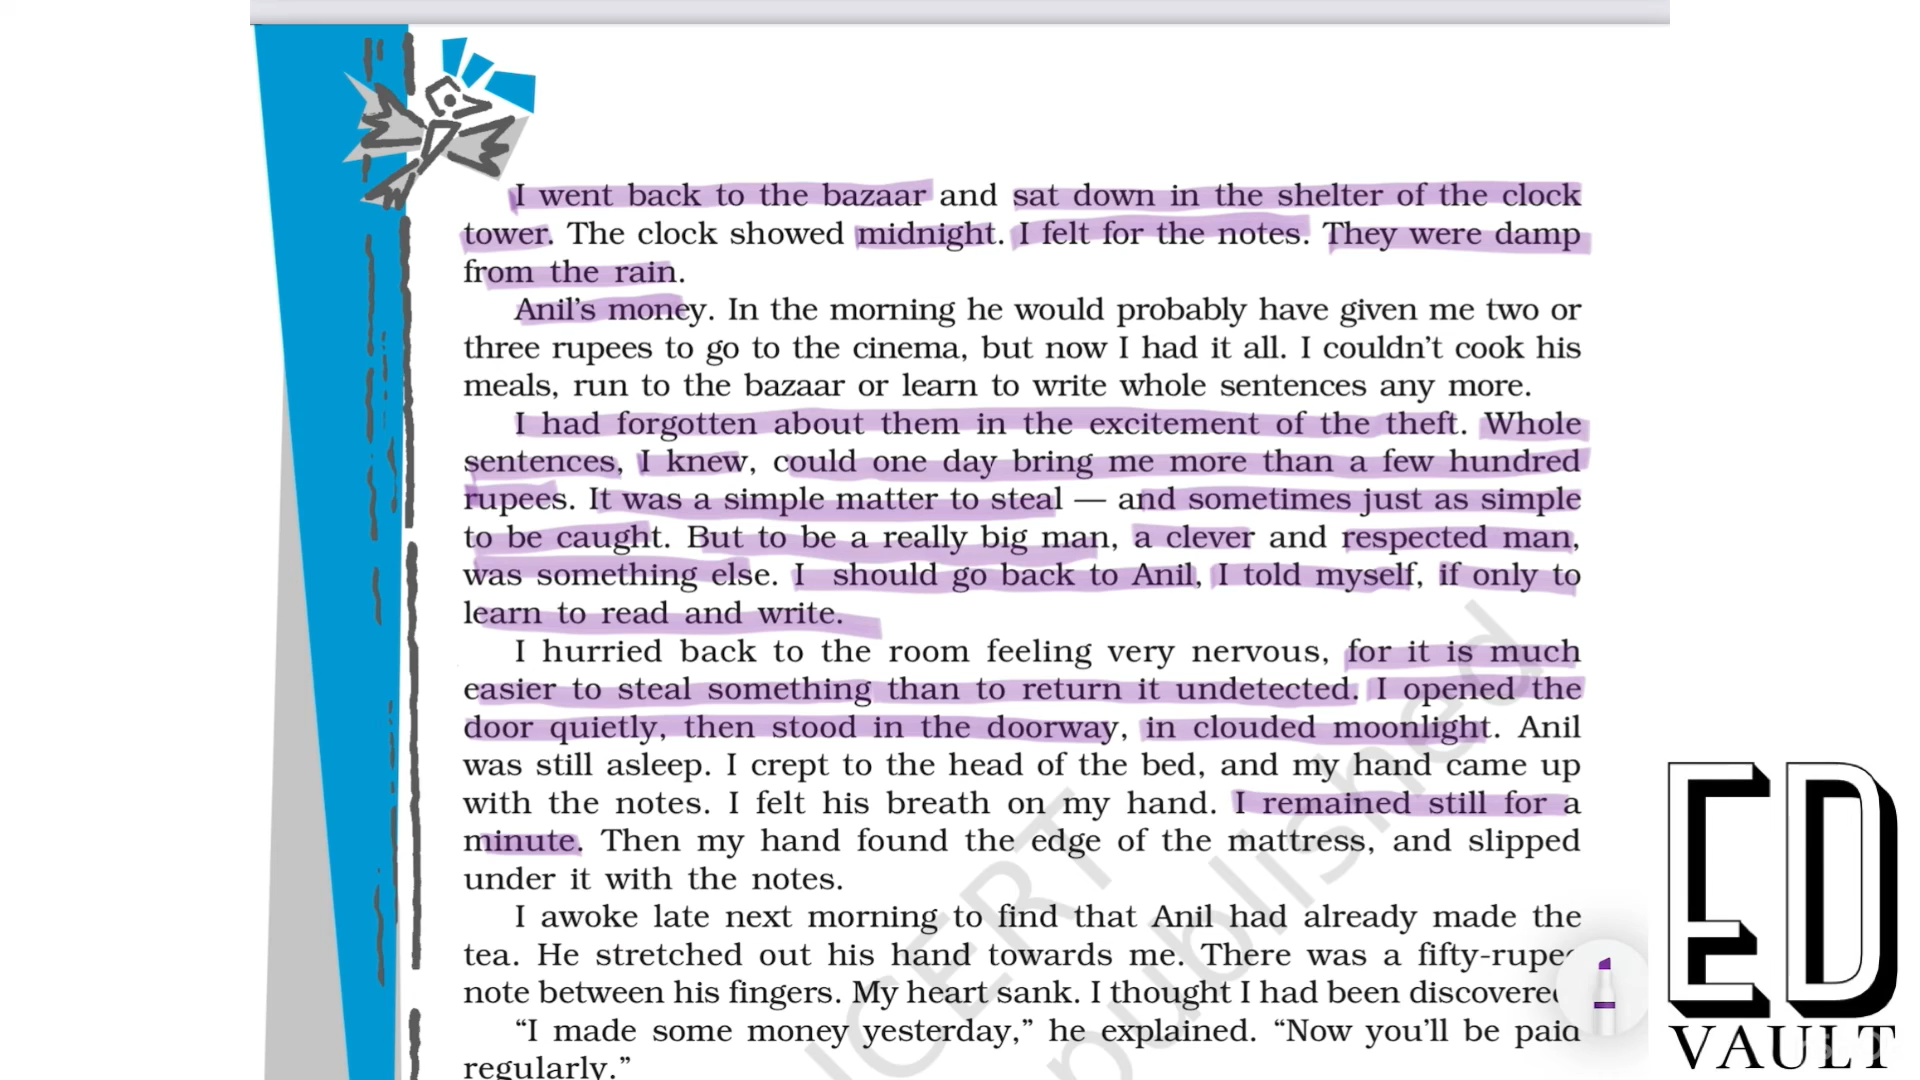 I went back to the bazaar and sat down in the shelter of the clock
tower. The clock showed midnight. I felt for the notes. They were damp
from the rain.
Anil's money. In the morning he would probably have given me two or
three rupees to go to the cinema, but now I had it all. I couldn't cook his
meals, run to the bazaar or learn to write whole sentences any more.
I had forgotten about them in the excitement of the theft. Whole
sentences, I knew, could one day bring me more than a few hundred
rupees. It was a simple matter to steal — and sometimes just as simple
to be caught. But to be a really big man, a clever and respected man,
was something else. I should go back to Anil, I told myself, if only to
learn to read and write.
I hurried back to the room feeling very nervous, for it is much
easier to steal something than to return it undetected. I opened the
door quietly, then stood in the doorway, in clouded moonlight. Anil
was still asleep. I crept to the head of the bed, and my hand came up
with the notes. I felt his breath on my hand. I remained still for a
minute. Then my hand found the edge of the mattress, and slipped
under it with the notes.
I awoke late next morning to find that Anil had already made the
tea. He stretched out his hand towards me. There was a fifty-rupe
note between his fingers. My heart sank. I thought I had been discovered
“I made some money yesterday,” he explained. “Now you'll be paid
regularly.”
NCERT
published
ED
VAULT